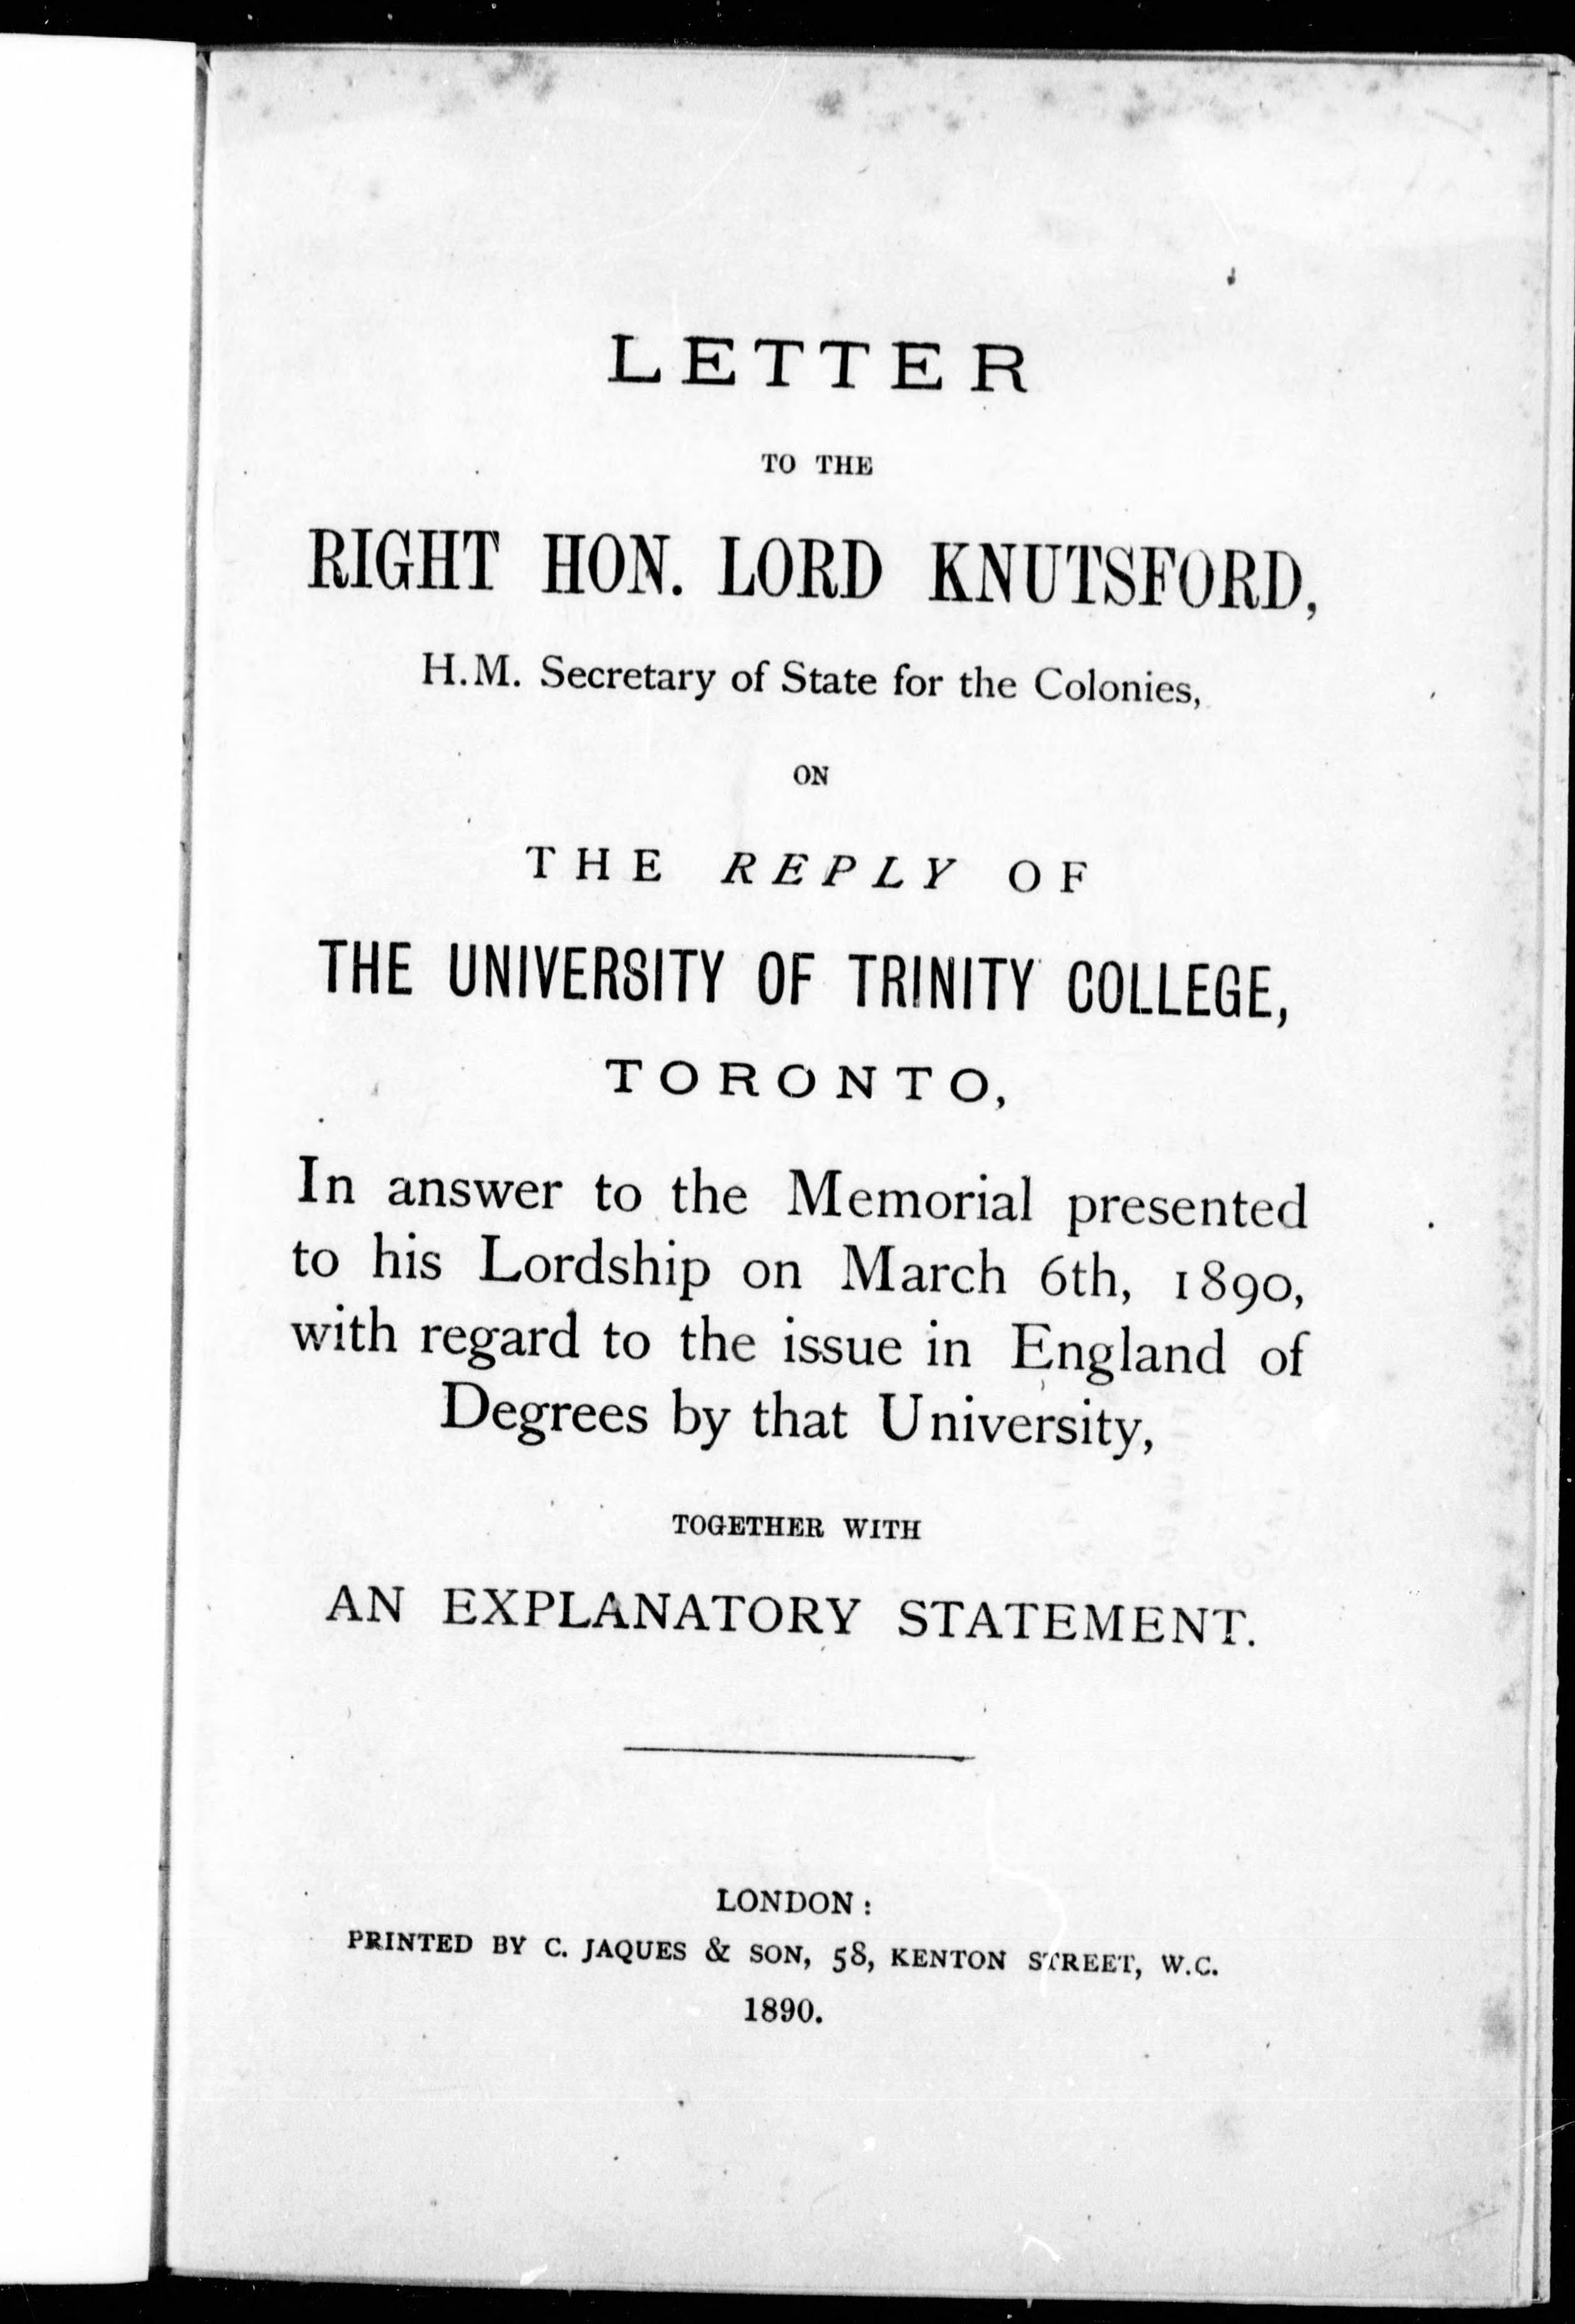 LETTER
TO THE
RIGHT HON. LORD KNUTSFORD,
H.M. Secretary of State for the Colonies,
ON
THE REPLY OF
THE UNIVERSITY OF TRINITY COLLEGE,
TORONTO,
In answer to the Memorial presented
to his Lordship on March 6th, 1890,
with regard to the issue in England of
Degrees by that University,
TOGETHER WITH
AN EXPLANATORY STATEMENT.
LONDON:
PRINTED BY C. JAQUES & SON, 58, KENTON STREET, W.C.
1890.